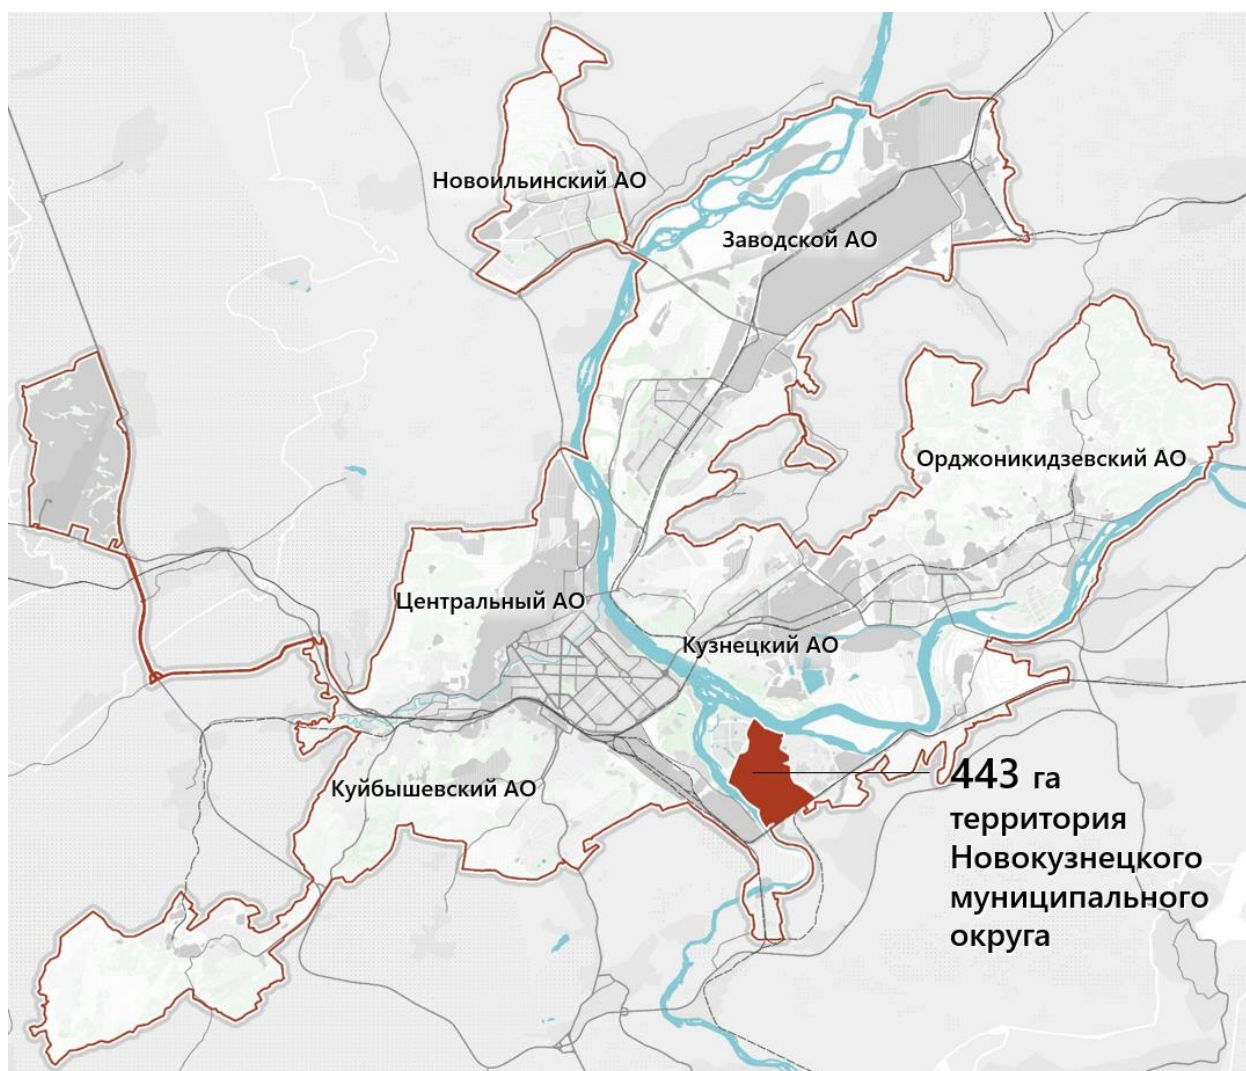 Новоильинский АО
Заводской АО
Орджоникидзевский АО
Центральный АО
Кузнецкий АО
Куйбышевский АО
443 га
территория
Новокузнецкого
муниципального
округа